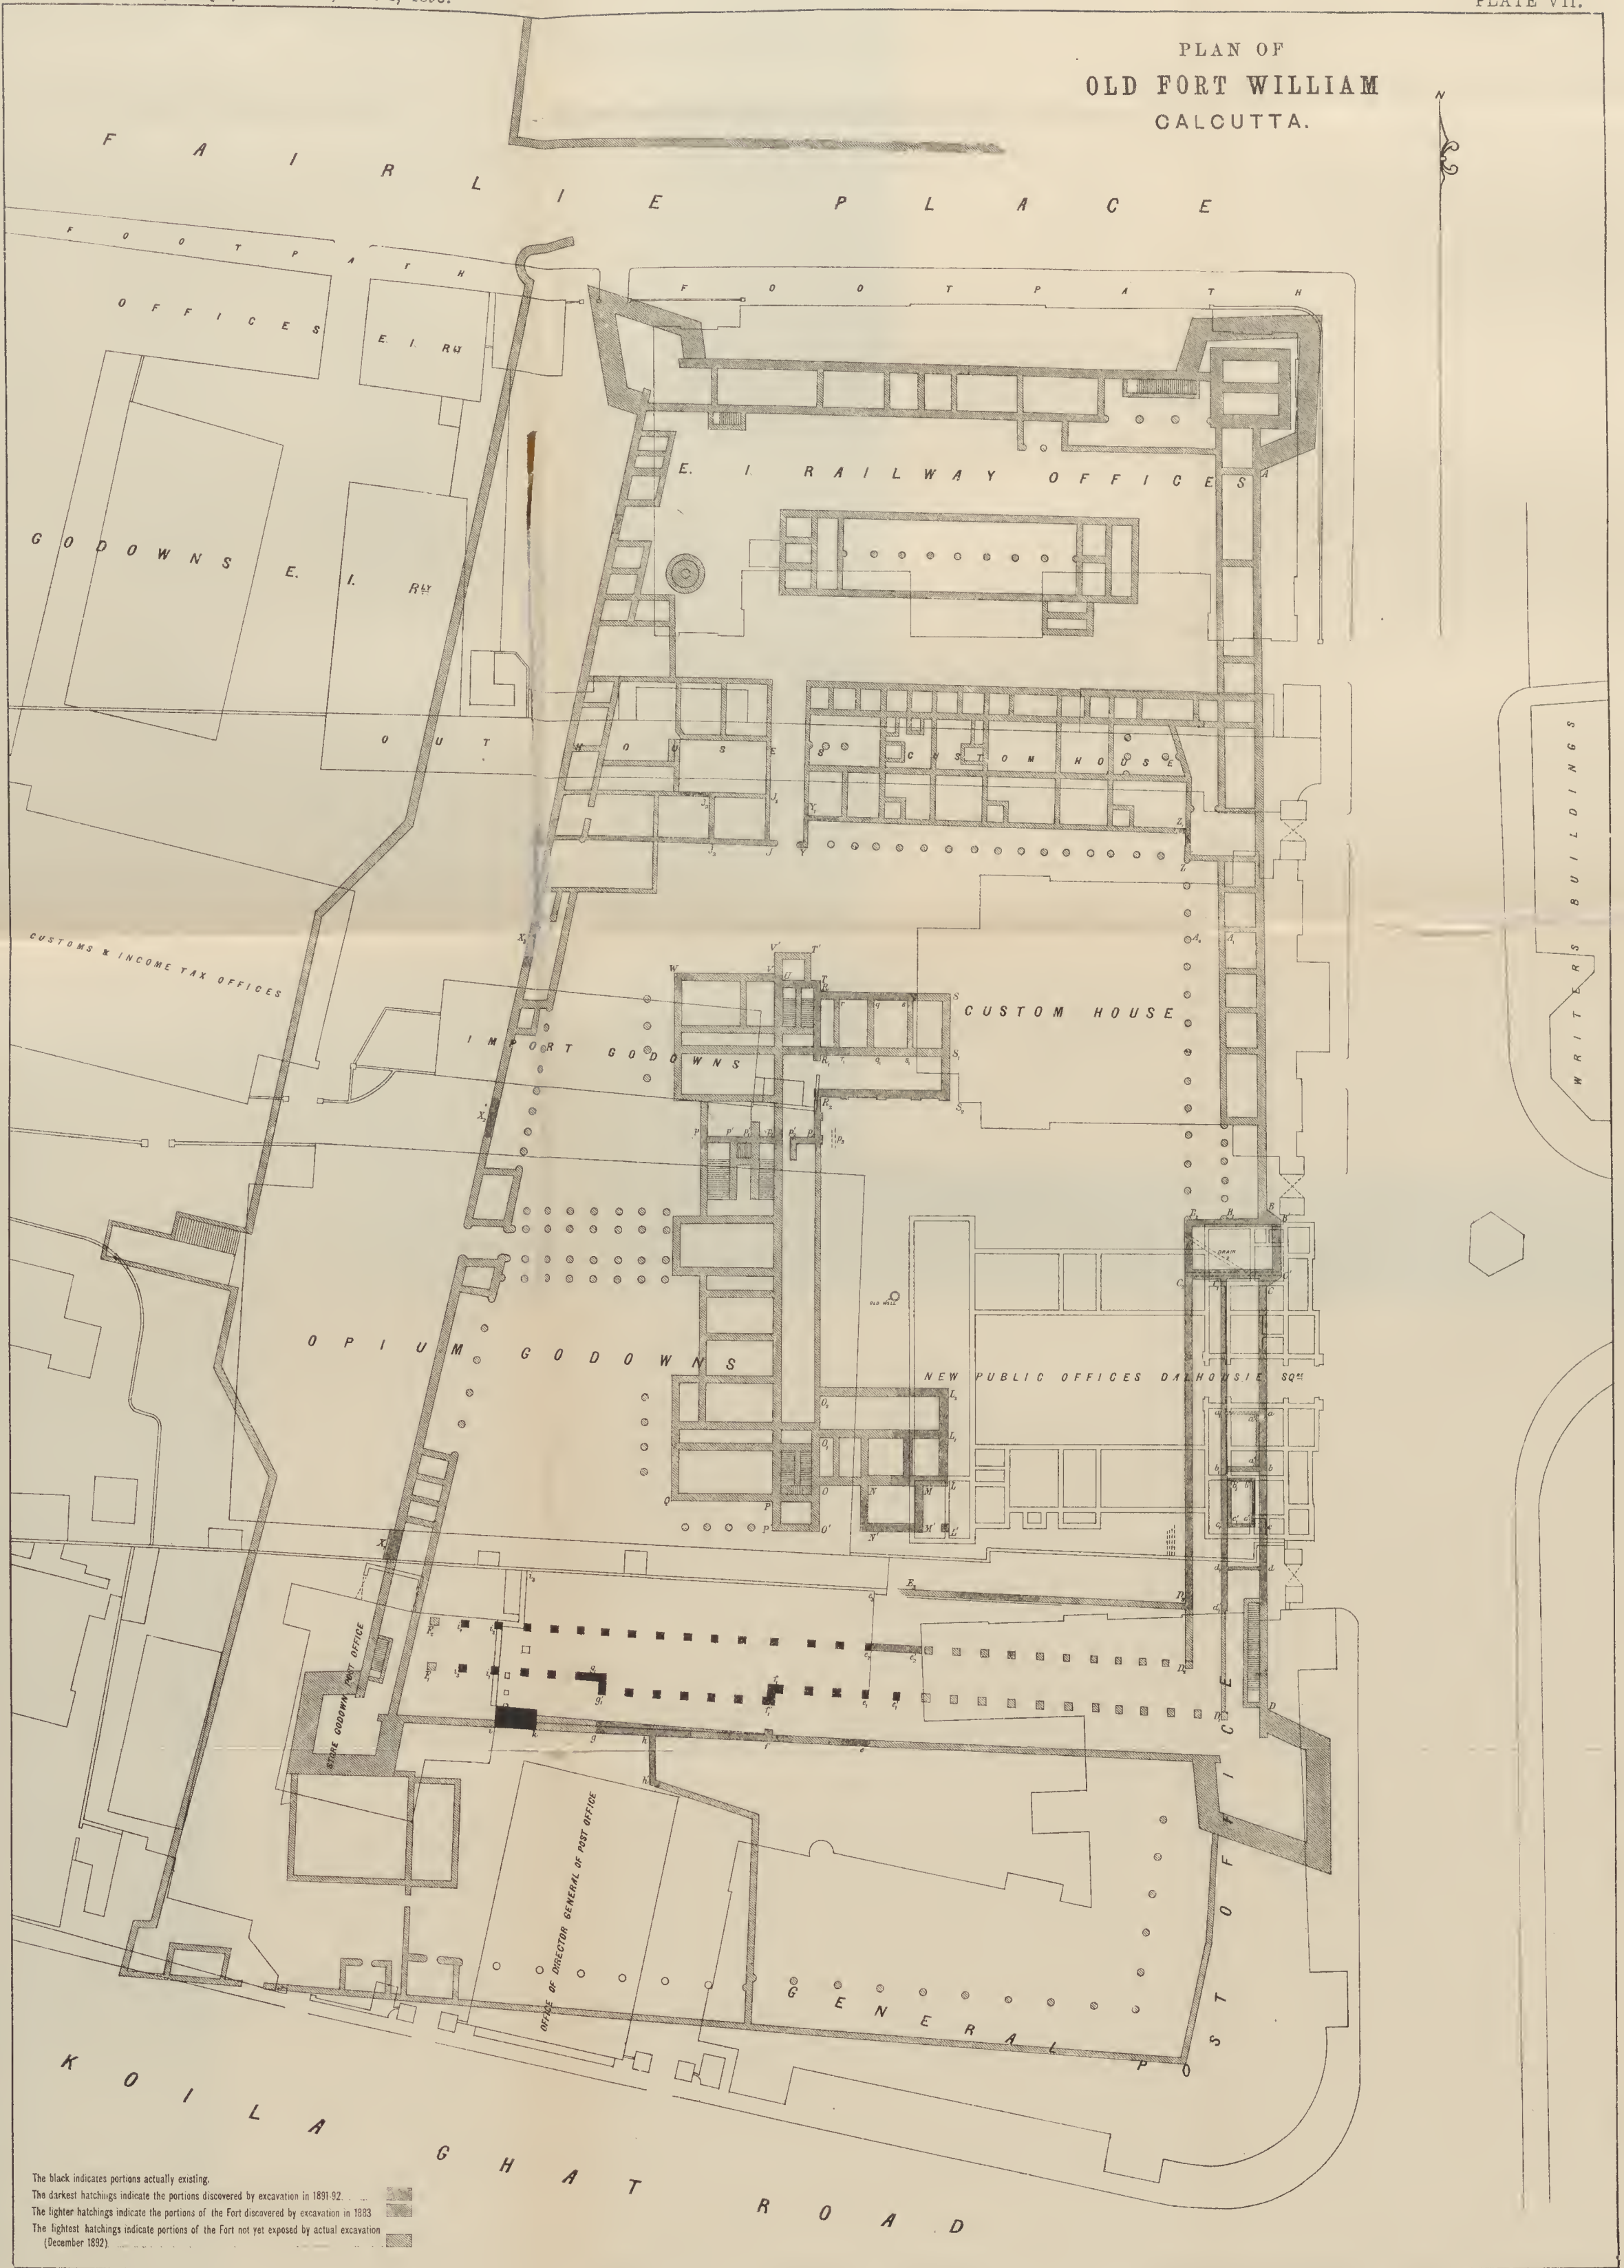 PLATE VII.
PLAN OF
OLD FORT WILLIAM
CALCUTTA.
N
FAIRLIE PLACE
FOOTPATH
FOOTPATH
OFFICES
E. I. RLY
E. I. RAILWAY OFFICES
GODOWNS E. I. RLY
OUT HOUSES
CUSTOM HOUSE
WRITERS BUILDINGS
CUSTOMS & INCOME TAX OFFICES
CUSTOM HOUSE
IMPORT GODOWNS
DRAIN
OLD WELL
OPIUM GODOWNS
NEW PUBLIC OFFICES DALHOUSIE SQRE
STORE GODOWN POST OFFICE
OFFICE OF DIRECTOR GENERAL OF POST OFFICE
GENERAL POST OFFICE
KOILA GHAT ROAD
The black indicates portions actually existing.
The darkest hatchings indicate the portions discovered by excavation in 1891-92.
The lighter hatchings indicate the portions of the Fort discovered by excavation in 1883
The lightest hatchings indicate portions of the Fort not yet exposed by actual excavation
(December 1892)